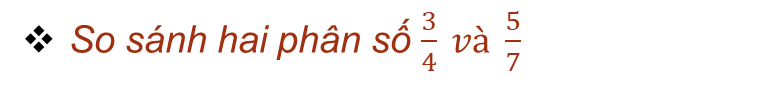 ❖ So sánh hai phân số 3/4 và 5/7